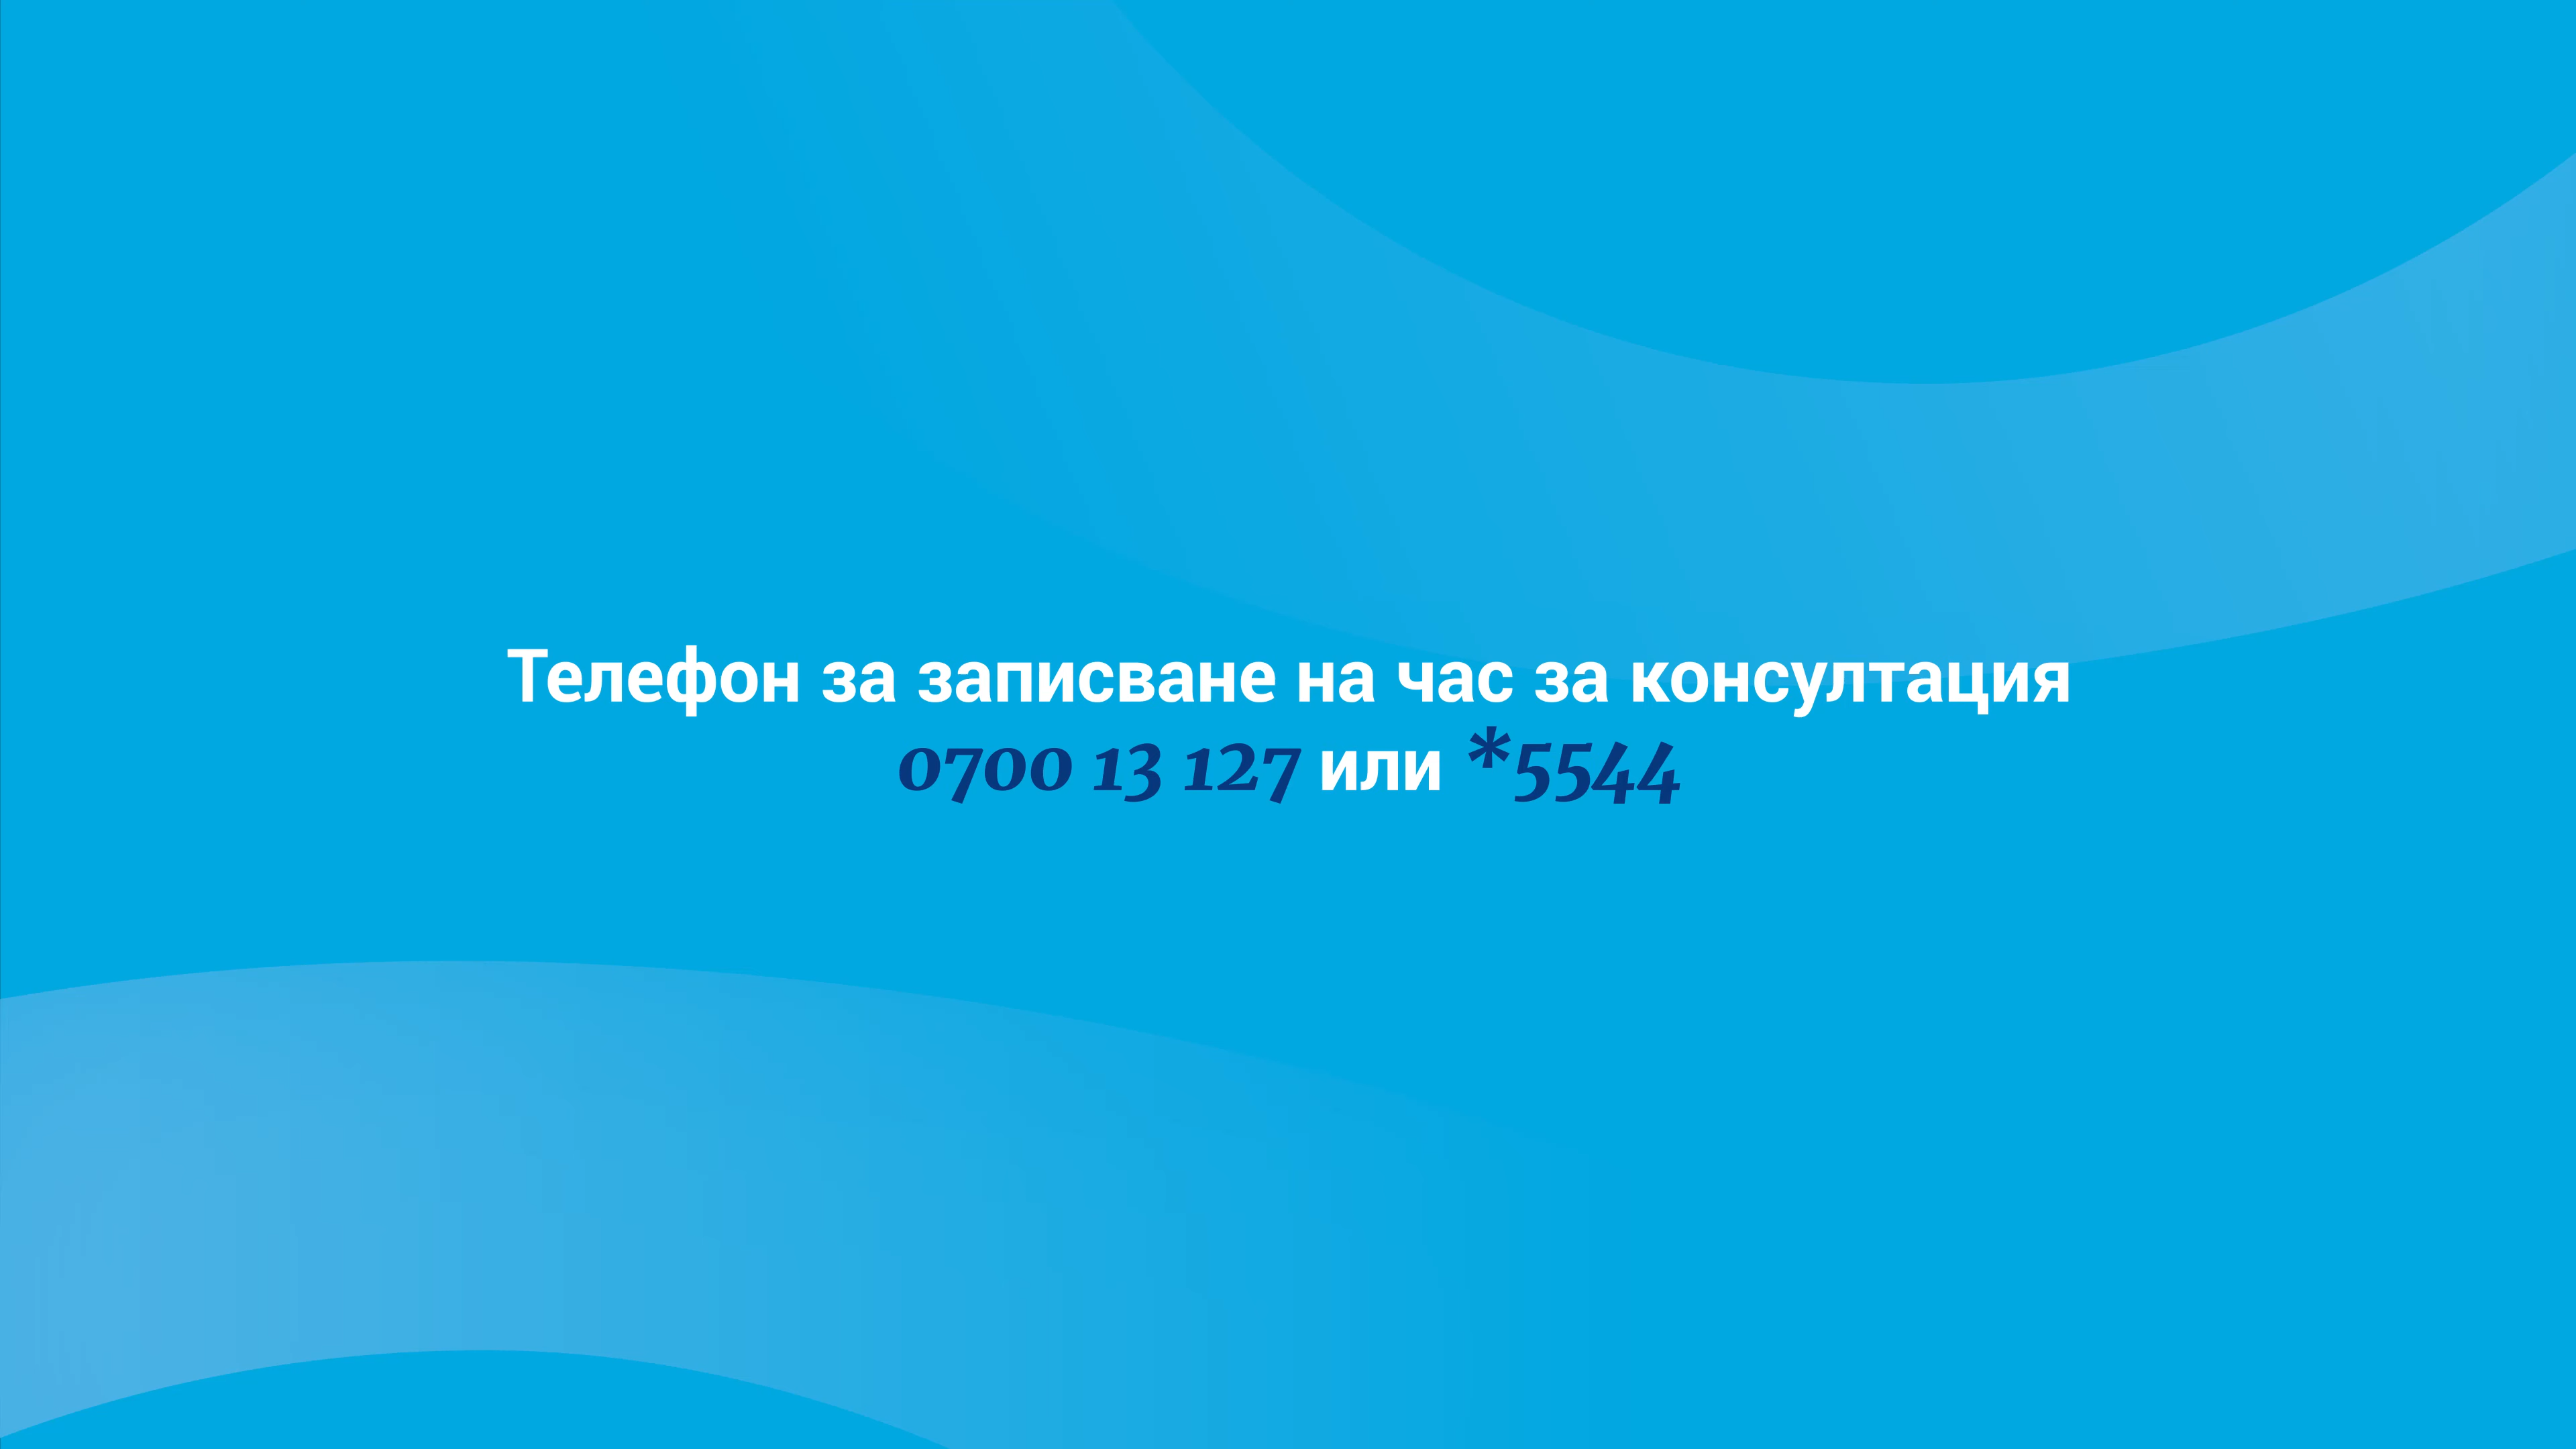 Телефон за записване на час за консултация
0700 13 127 или *5544